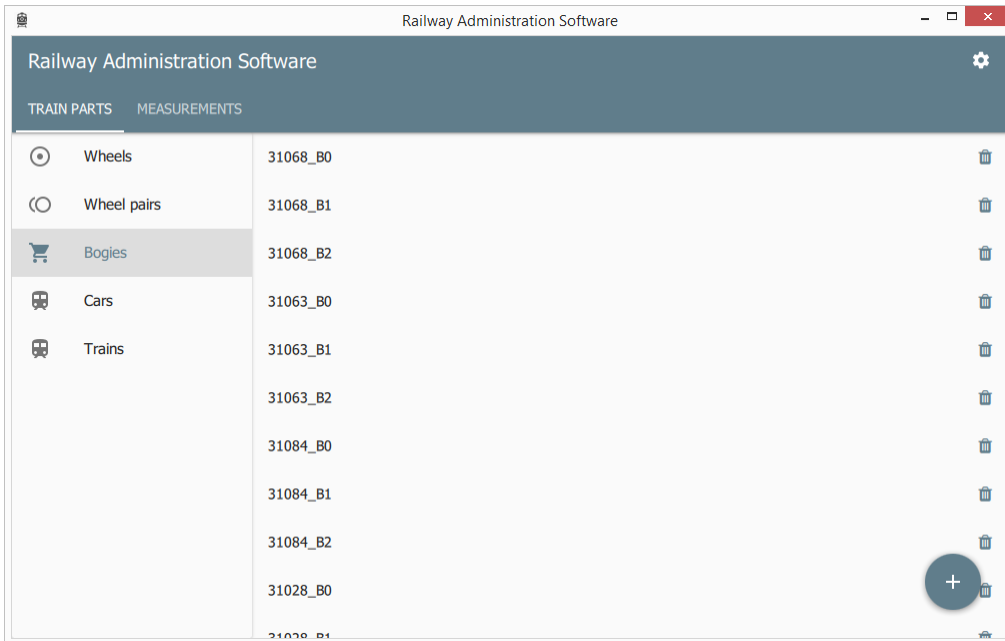 Railway Administration Software
Railway Administration Software
TRAIN PARTS MEASUREMENTS
Wheels
Wheel pairs
Bogies
Cars
Trains
31068_B0
31068_B1
31068_B2
31063_B0
31063_B1
31063_B2
31084_B0
31084_B1
31084_B2
31028_B0
31028_B1